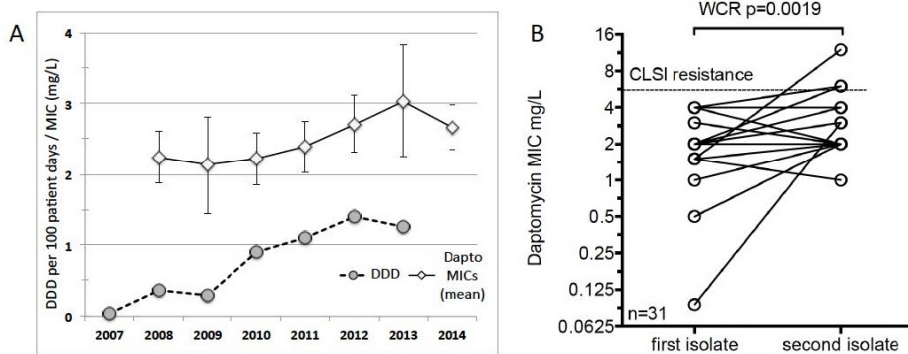 A
DDD per 100 patient days / MIC (mg/L)
4
3
2
1
0
2007 2008 2009 2010 2011 2012 2013 2014
DDD
Dapto
MICs
(mean)
B
WCR p=0.0019
Daptomycin MIC mg/L
16
8
4
2
1
0.5
0.25
0.125
0.0625
CLSI resistance
n=31
first isolate second isolate